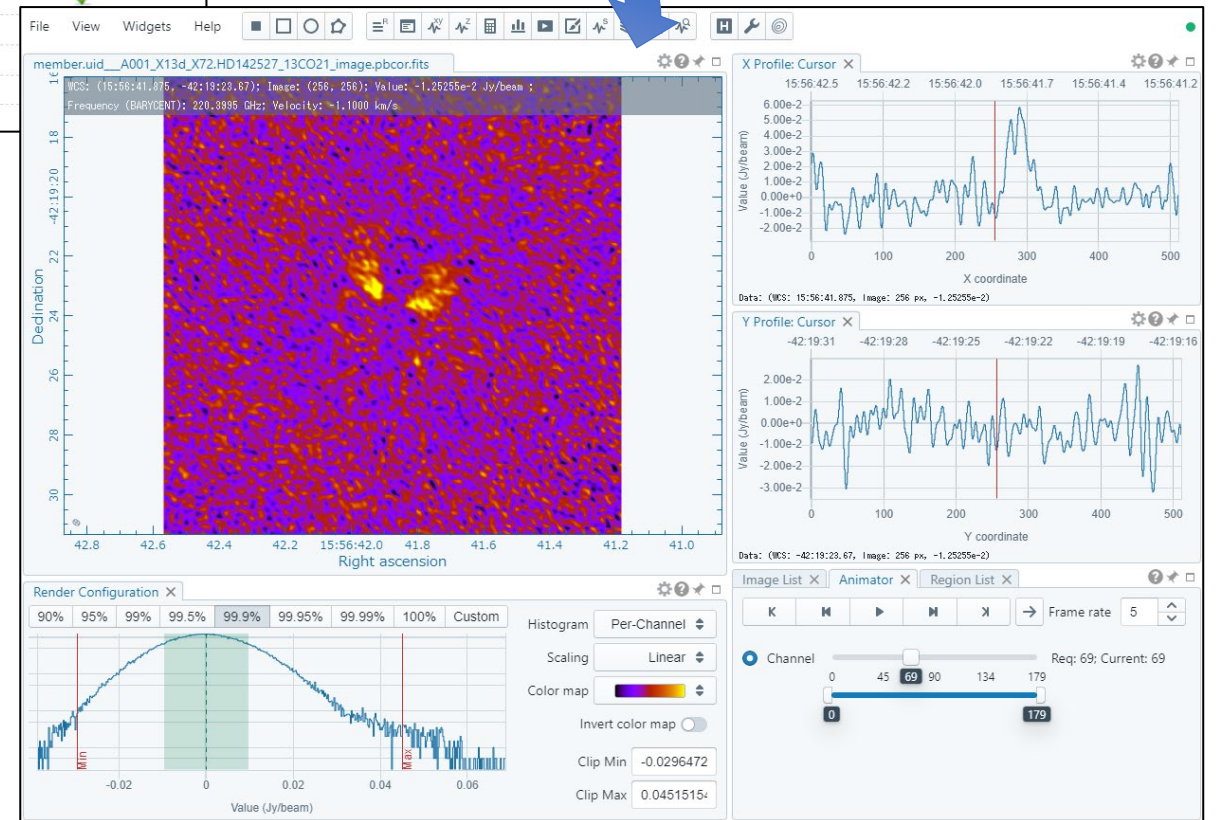 File View Widgets Help
member.uid___A001_X13d_X72.HD142527_13CO21_image.pbcor.fits
WCS: (15:56:41.875, -42:19:23.67); Image: (256, 256); Value: -1.25255e-2 Jy/beam ;
Frequency (BARYCENT): 220.3995 GHz; Velocity: -1.1000 km/s
16
18
-42:19:20
22
24
26
28
30
Declination
42.8 42.6 42.4 42.2 15:56:42.0 41.8 41.6 41.4 41.2 41.0
Right ascension
X Profile: Cursor
15:56:42.5 15:56:42.2 15:56:42.0 15:56:41.7 15:56:41.4 15:56:41.2
6.00e-2
5.00e-2
4.00e-2
3.00e-2
2.00e-2
1.00e-2
0.00e+0
-1.00e-2
-2.00e-2
Value (Jy/beam)
0 100 200 300 400 500
X coordinate
Data: (WCS: 15:56:41.875, Image: 256 px, -1.25255e-2)
Y Profile: Cursor
-42:19:31 -42:19:28 -42:19:25 -42:19:22 -42:19:19 -42:19:16
2.00e-2
1.00e-2
0.00e+0
-1.00e-2
-2.00e-2
-3.00e-2
Value (Jy/beam)
0 100 200 300 400 500
Y coordinate
Data: (WCS: -42:19:23.67, Image: 256 px, -1.25255e-2)
Render Configuration
90% 95% 99% 99.5% 99.9% 99.95% 99.99% 100% Custom
Min
Max
-0.02 0 0.02 0.04 0.06
Value (Jy/beam)
Histogram Per-Channel
Scaling Linear
Color map
Invert color map
Clip Min -0.0296472
Clip Max 0.0451515
Image List Animator Region List
Frame rate 5
Channel Req: 69; Current: 69
0 45 69 90 134 179
0 179